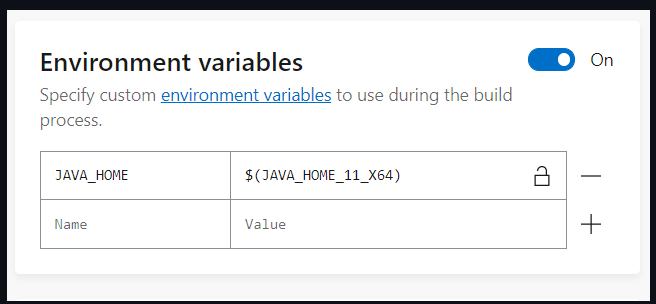 Environment variables
On
Specify custom environment variables to use during the build
process.
JAVA_HOME
$(JAVA_HOME_11_X64)
Name
Value